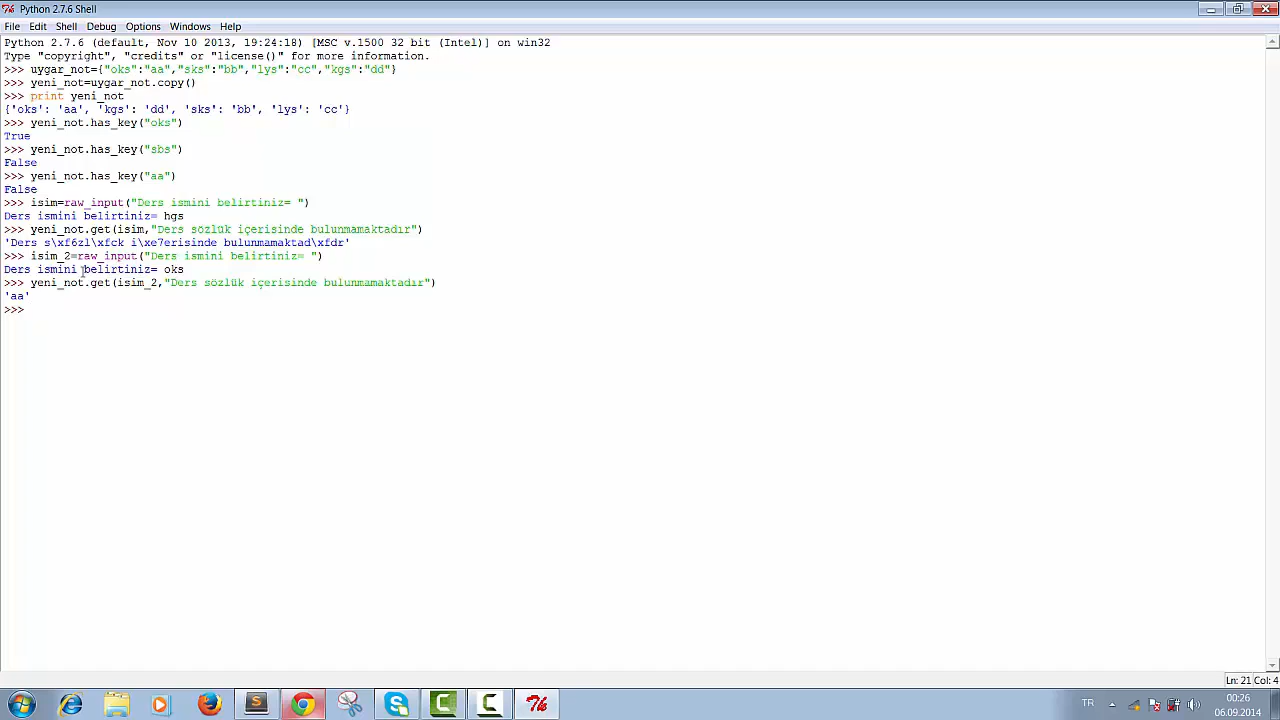 Python 2.7.6 Shell
File Edit Shell Debug Options Windows Help
Python 2.7.6 (default, Nov 10 2013, 19:24:18) [MSC v.1500 32 bit (Intel)] on win32
Type "copyright", "credits" or "license()" for more information.
>>> uygar_not={"oks":"aa","sks":"bb","lys":"cc","kgs":"dd"}
>>> yeni_not=uygar_not.copy()
>>> print yeni_not
{'oks': 'aa', 'kgs': 'dd', 'sks': 'bb', 'lys': 'cc'}
>>> yeni_not.has_key("oks")
True
>>> yeni_not.has_key("sbs")
False
>>> yeni_not.has_key("aa")
False
>>> isim=raw_input("Ders ismini belirtiniz= ")
Ders ismini belirtiniz= hgs
>>> yeni_not.get(isim,"Ders sözlük içerisinde bulunmamaktadır")
'Ders s\xf6zl\xfck i\xe7erisinde bulunmamaktad\xfdr'
>>> isim_2=raw_input("Ders ismini belirtiniz= ")
Ders ismini belirtiniz= oks
>>> yeni_not.get(isim_2,"Ders sözlük içerisinde bulunmamaktadır")
'aa'
>>>
Ln: 21 Col: 4
TR
00:26
06.09.2014